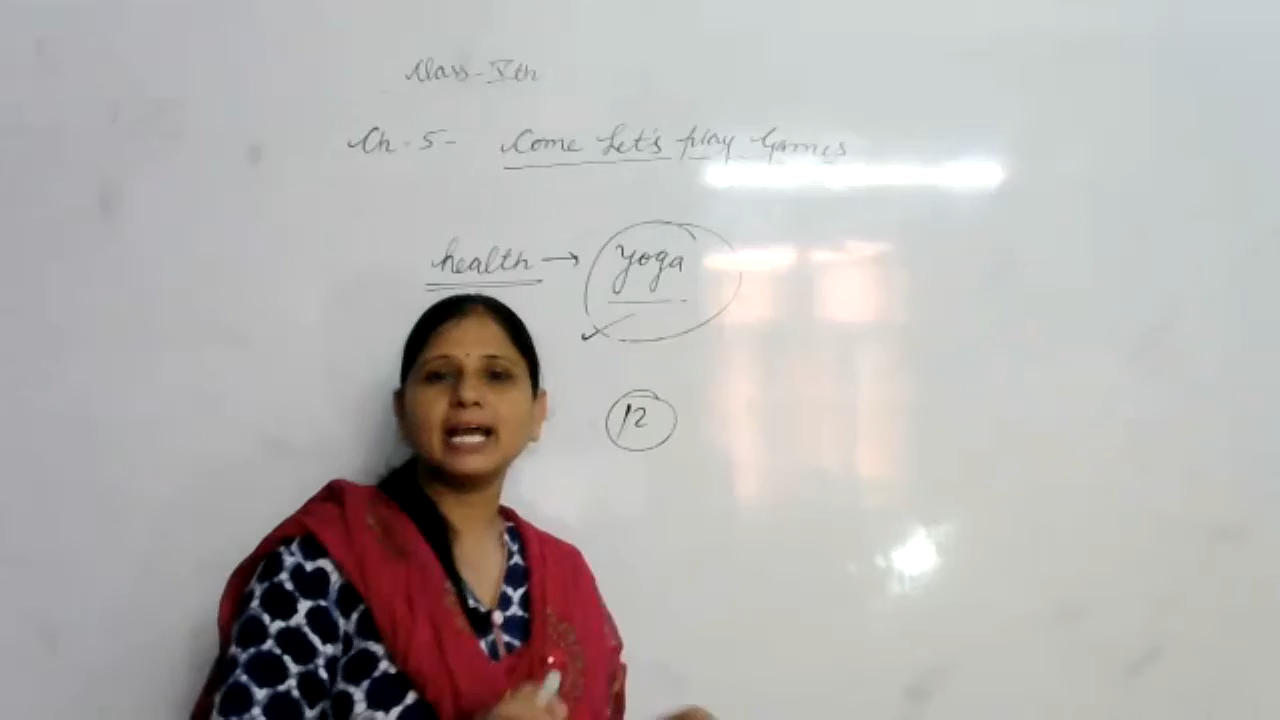 Class - Vth
Ch - 5 - Come Let's Play Games
health → yoga
12